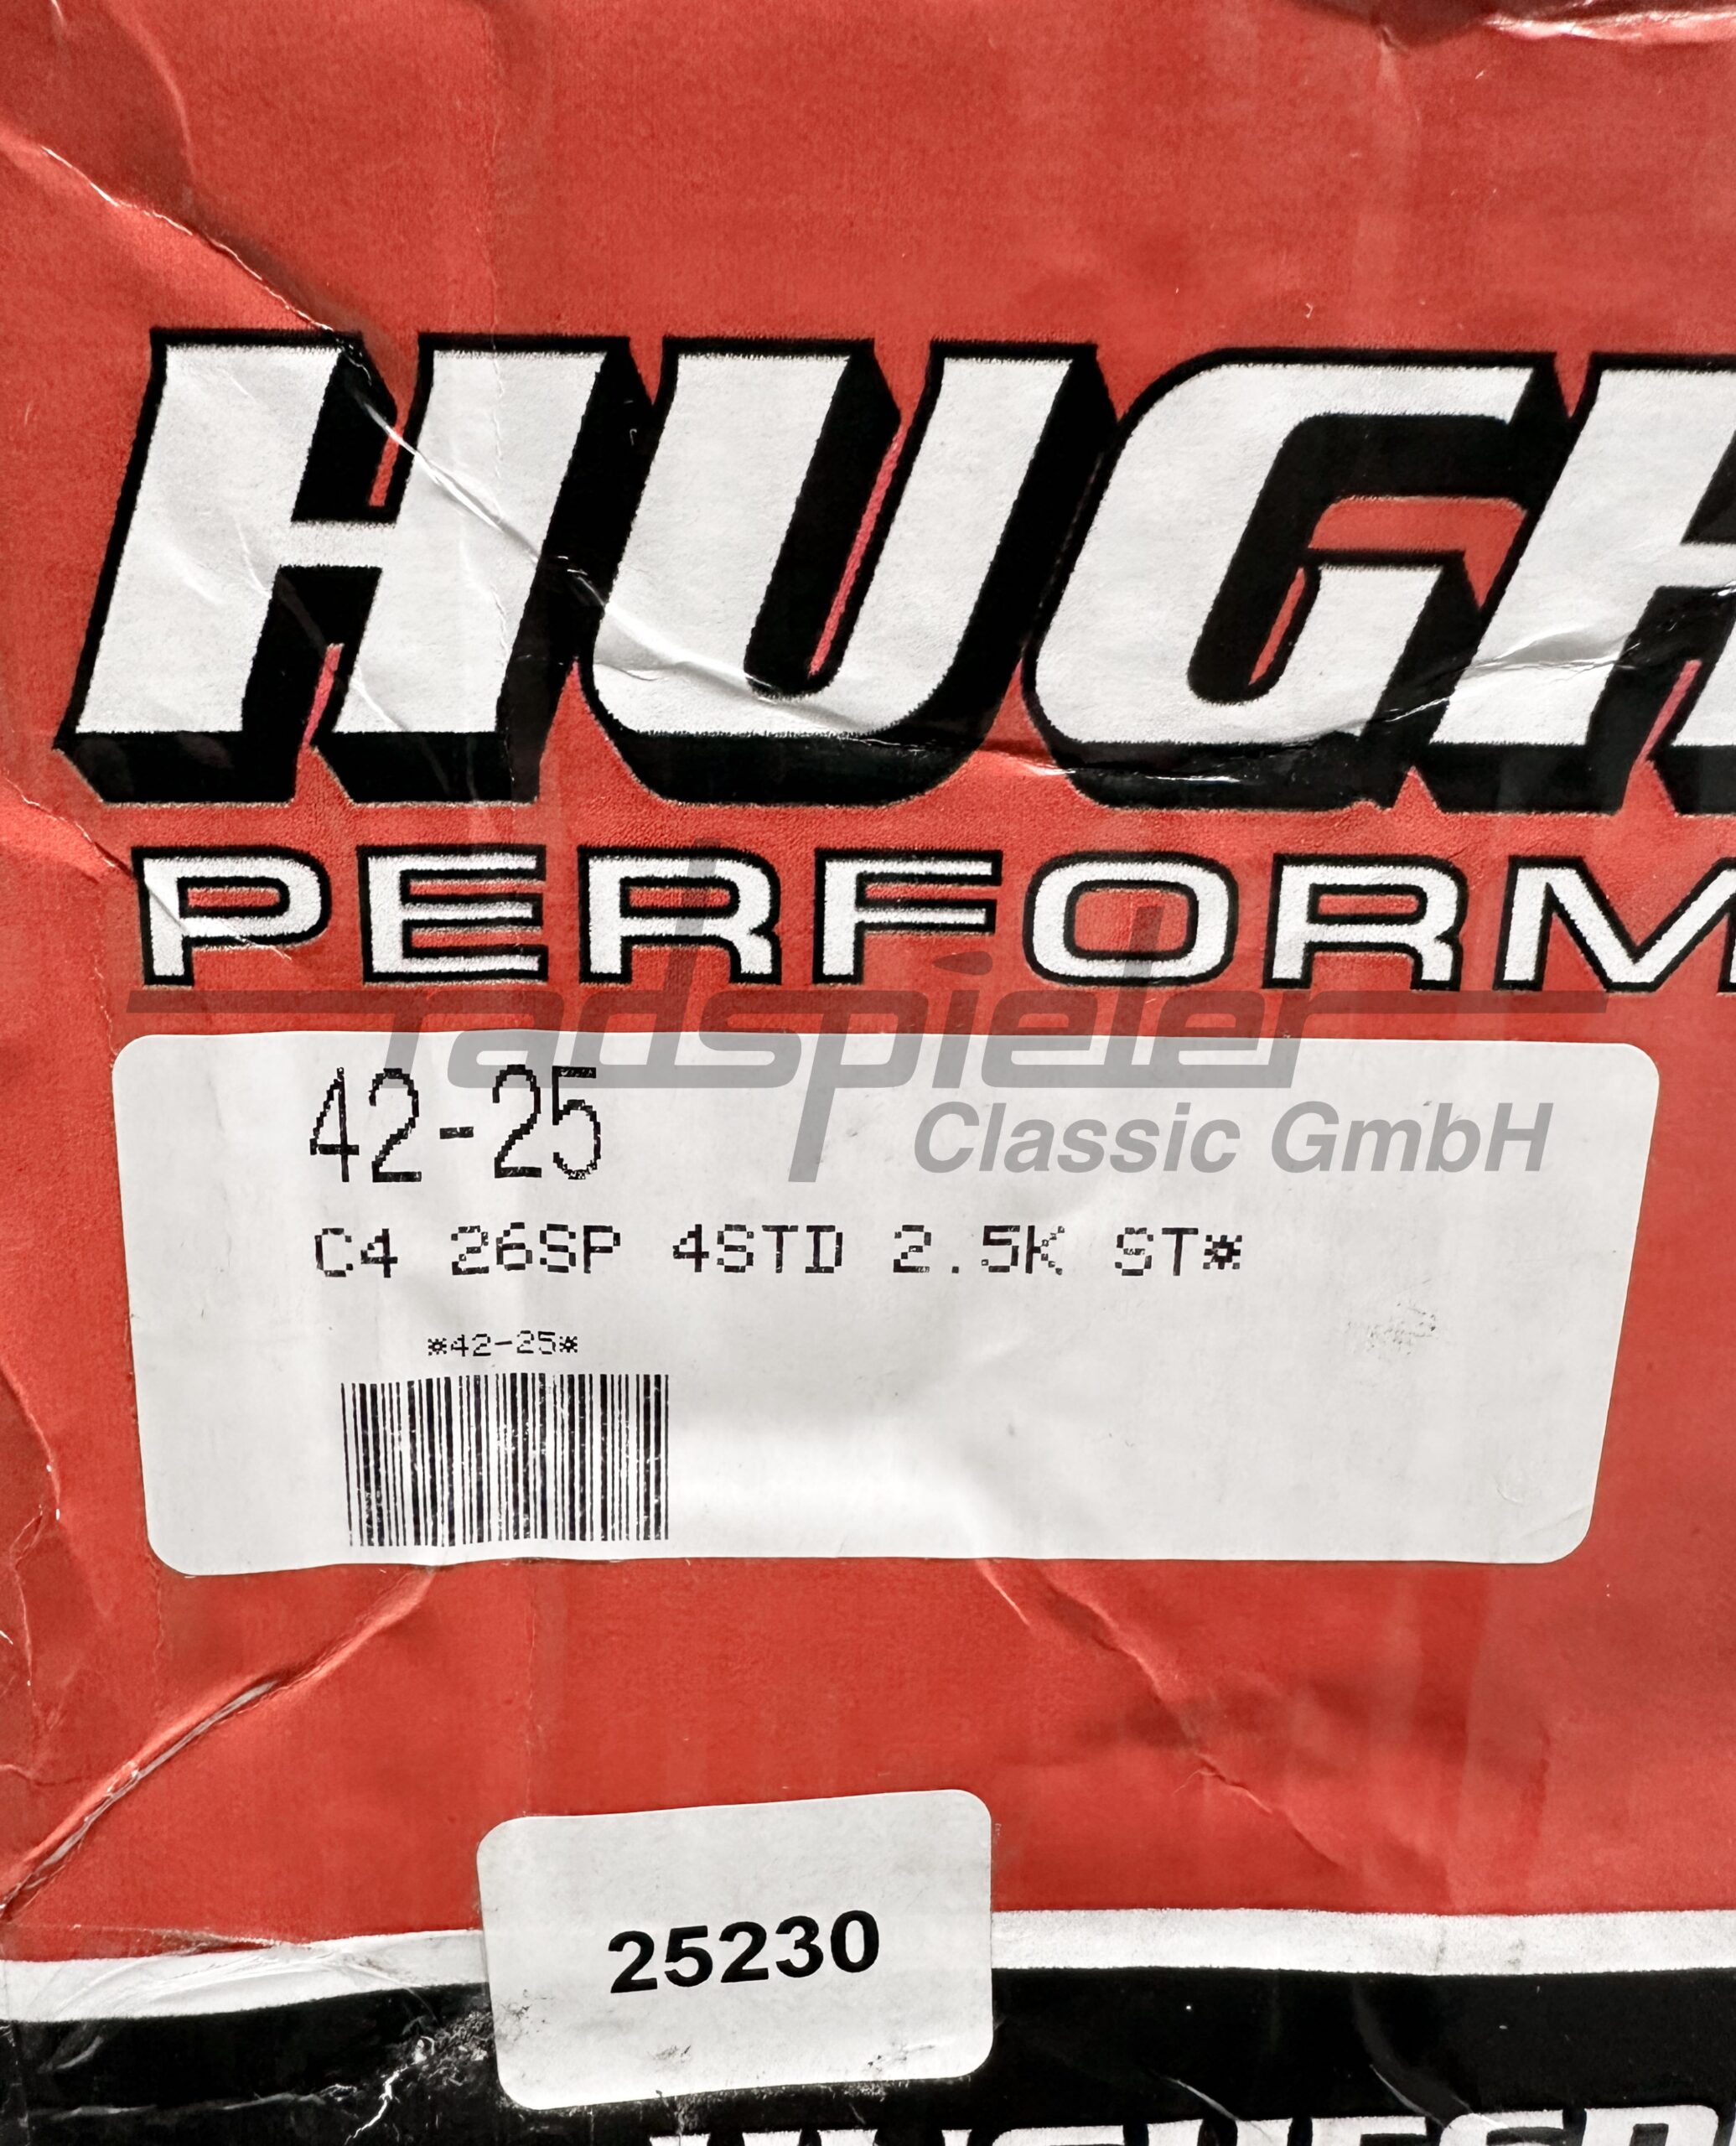 HUGH
PERFORM
radspieler
Classic GmbH
42-25
C4 26SP 4STD 2.5K ST*
*42-25*
25230